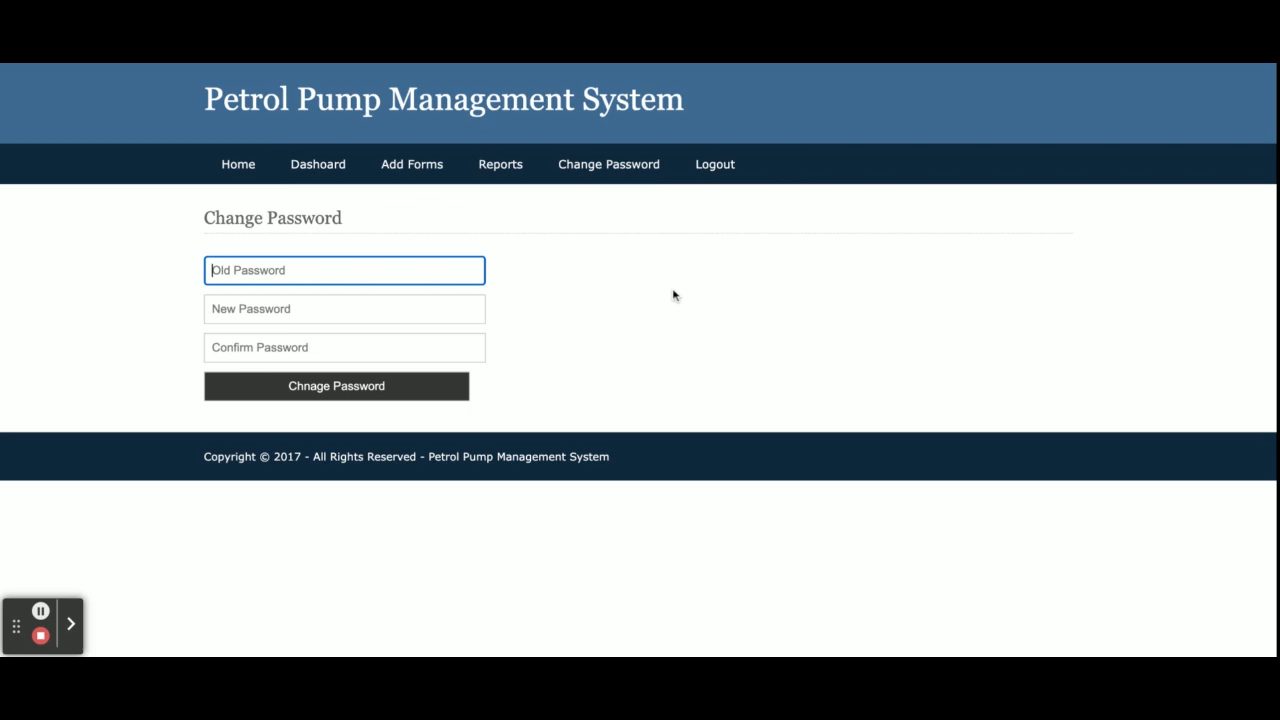 Petrol Pump Management System
Home Dashoard Add Forms Reports Change Password Logout
Change Password
Old Password
New Password
Confirm Password
Chnage Password
Copyright © 2017 - All Rights Reserved - Petrol Pump Management System